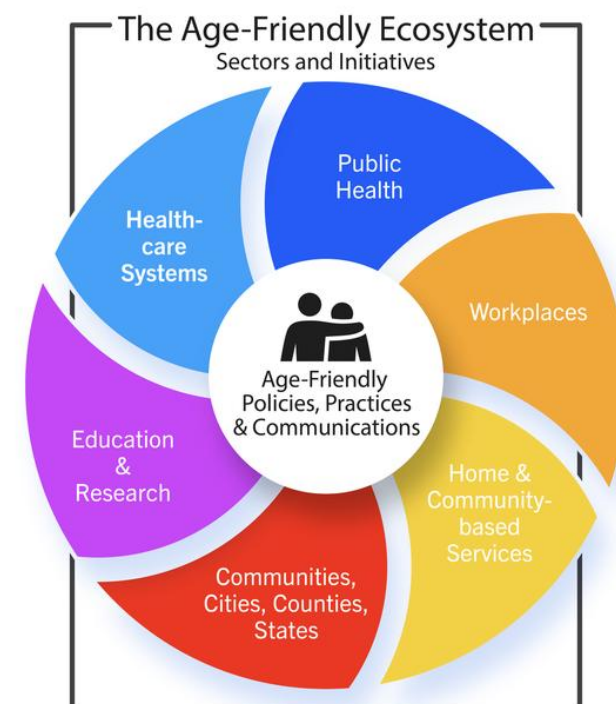 The Age-Friendly Ecosystem
Sectors and Initiatives
Public
Health
Health-
care
Systems
Workplaces
Age-Friendly
Policies, Practices
& Communications
Education
&
Research
Home &
Community-
based
Services
Communities,
Cities, Counties,
States